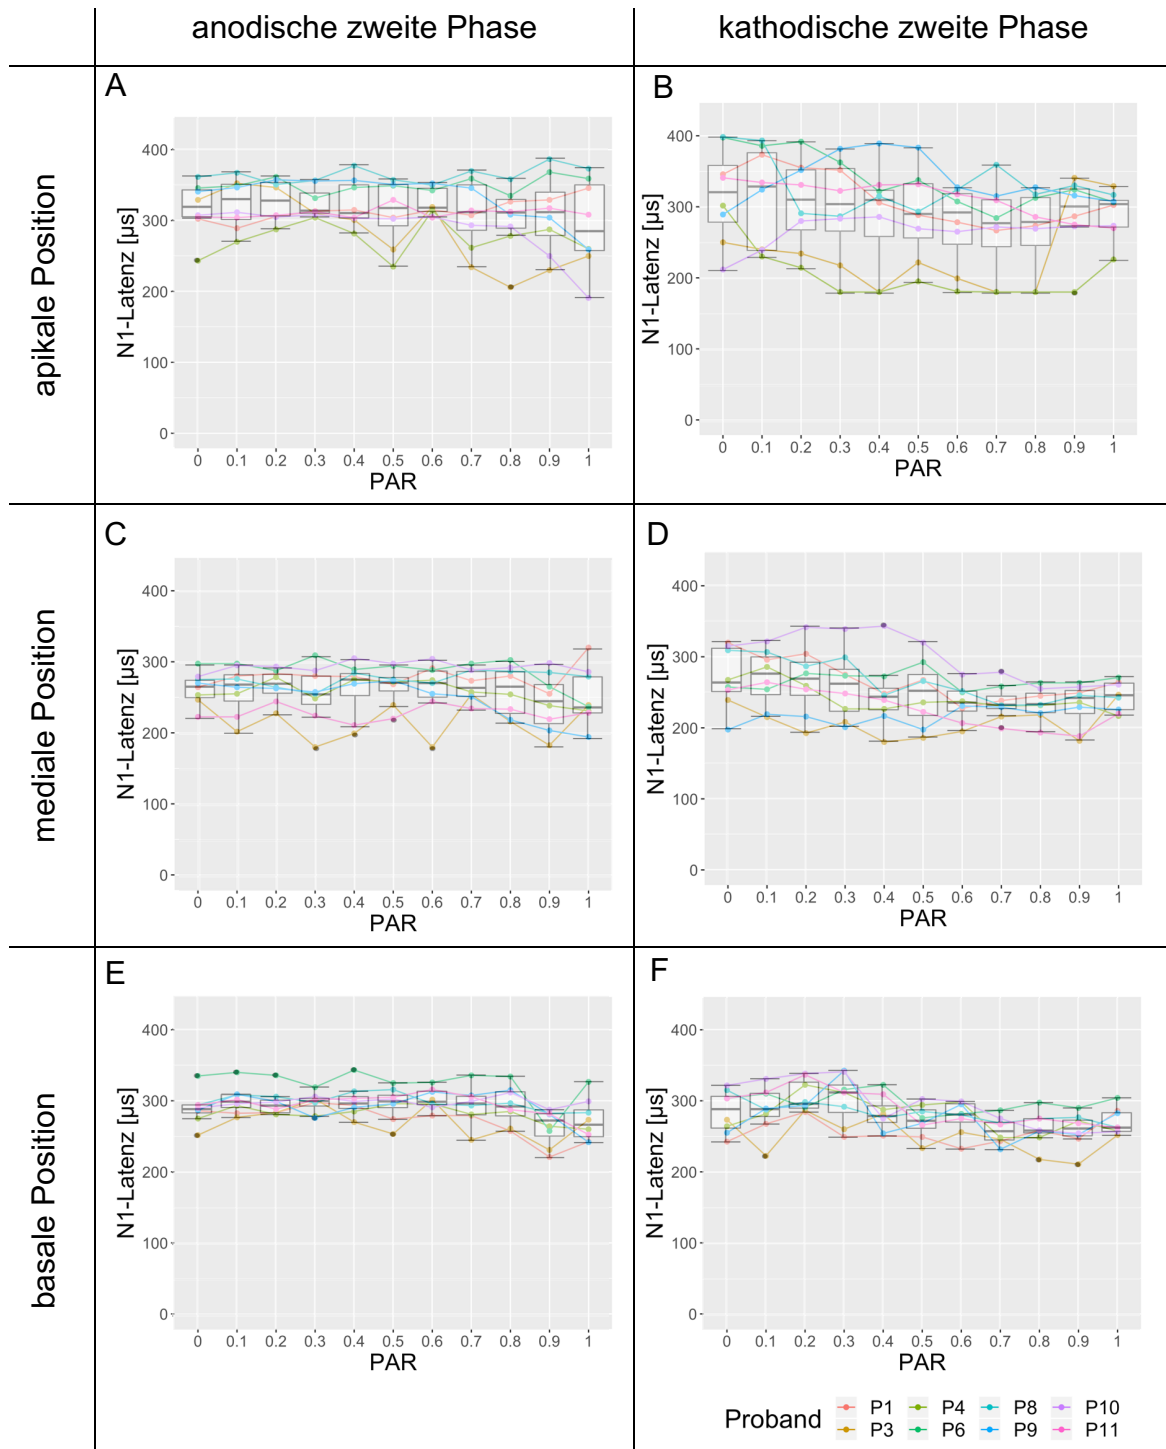 anodische zweite Phase
kathodische zweite Phase
apikale Position
A
N1-Latenz [µs]
400
300
200
100
0
0 0.1 0.2 0.3 0.4 0.5 0.6 0.7 0.8 0.9 1
PAR
B
N1-Latenz [µs]
400
300
200
100
0
0 0.1 0.2 0.3 0.4 0.5 0.6 0.7 0.8 0.9 1
PAR
mediale Position
C
N1-Latenz [µs]
400
300
200
100
0
0 0.1 0.2 0.3 0.4 0.5 0.6 0.7 0.8 0.9 1
PAR
D
N1-Latenz [µs]
400
300
200
100
0
0 0.1 0.2 0.3 0.4 0.5 0.6 0.7 0.8 0.9 1
PAR
basale Position
E
N1-Latenz [µs]
400
300
200
100
0
0 0.1 0.2 0.3 0.4 0.5 0.6 0.7 0.8 0.9 1
PAR
F
N1-Latenz [µs]
400
300
200
100
0
0 0.1 0.2 0.3 0.4 0.5 0.6 0.7 0.8 0.9 1
PAR
Proband
P1 P4 P8 P10
P3 P6 P9 P11